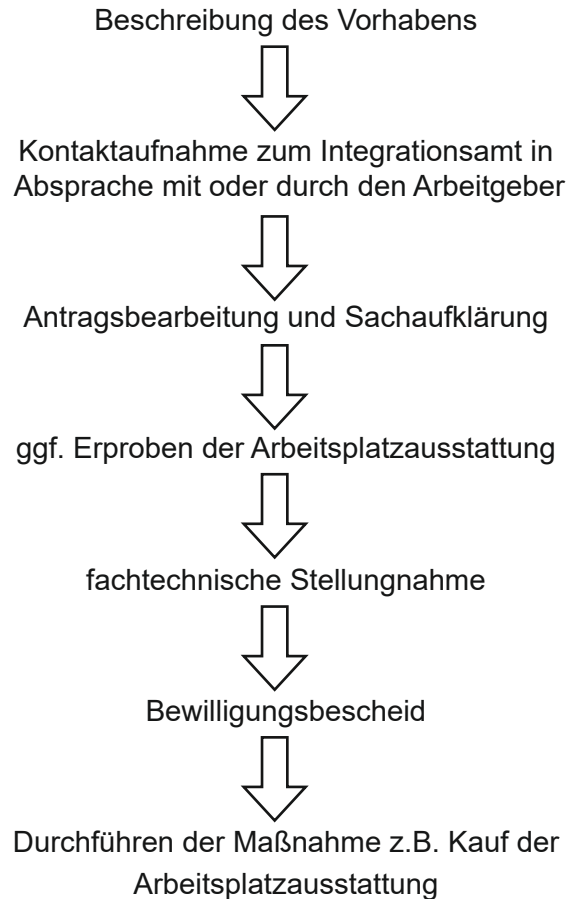 Beschreibung des Vorhabens
Kontaktaufnahme zum Integrationsamt in
Absprache mit oder durch den Arbeitgeber
Antragsbearbeitung und Sachaufklärung
ggf. Erproben der Arbeitsplatzausstattung
fachtechnische Stellungnahme
Bewilligungsbescheid
Durchführen der Maßnahme z.B. Kauf der
Arbeitsplatzausstattung